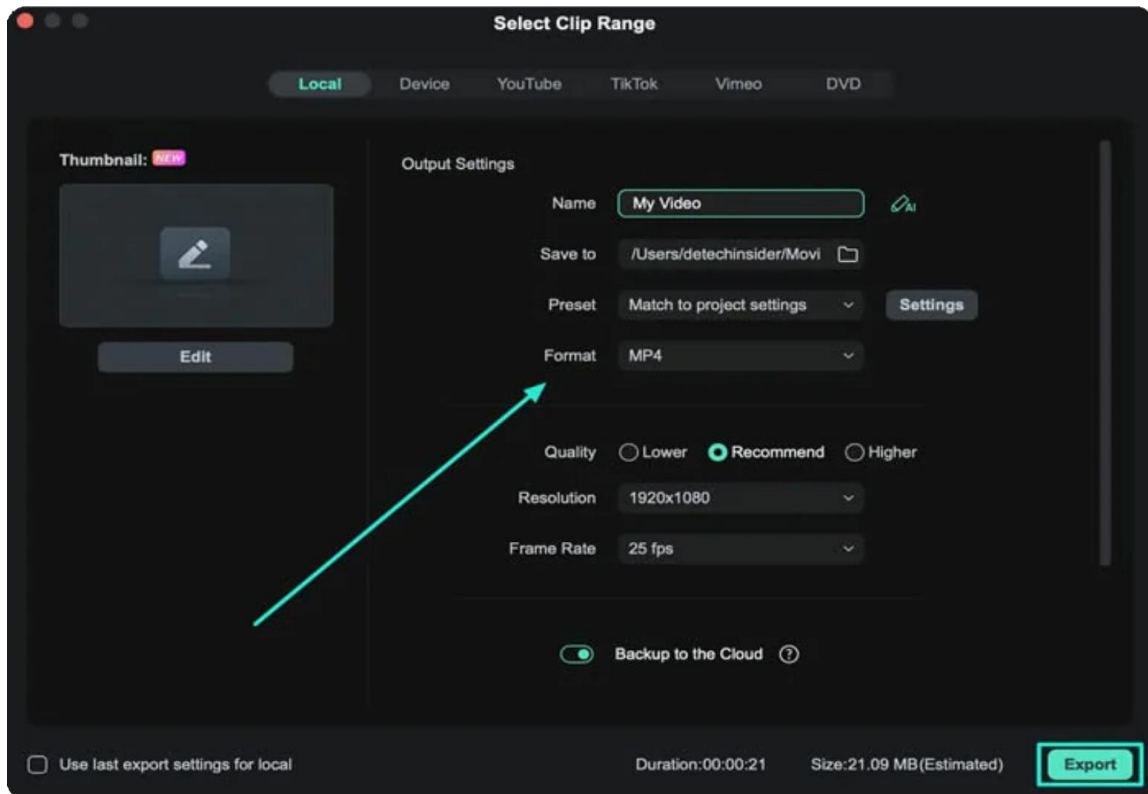 Select Clip Range
Local Device YouTube TikTok Vimeo DVD
Thumbnail: NEW
Edit
Output Settings
Name My Video AI
Save to /Users/detechinsider/Movi
Preset Match to project settings Settings
Format MP4
Quality Lower Recommend Higher
Resolution 1920x1080
Frame Rate 25 fps
Backup to the Cloud ?
Use last export settings for local Duration:00:00:21 Size:21.09 MB(Estimated) Export